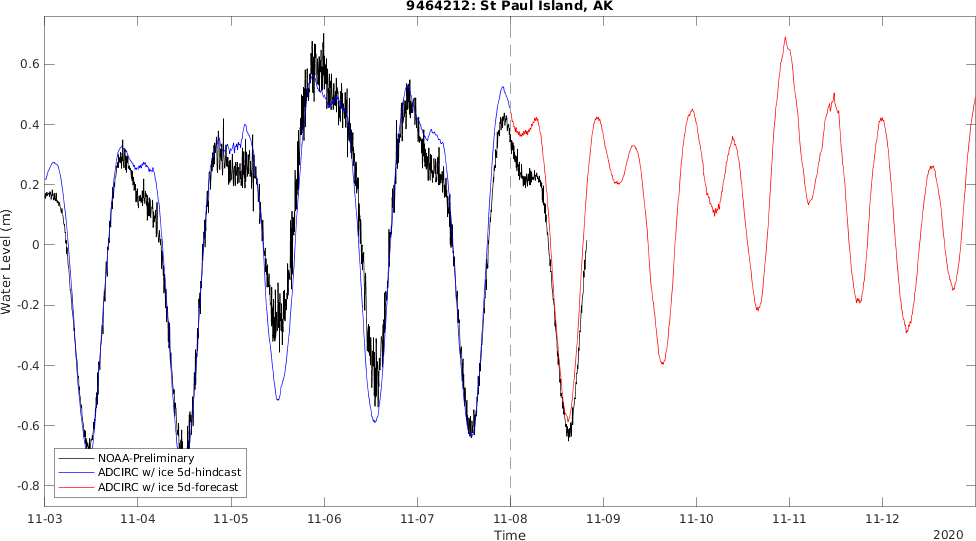 9464212: St Paul Island, AK
Water Level (m)
0.6
0.4
0.2
0
-0.2
-0.4
-0.6
-0.8
NOAA-Preliminary
ADCIRC w/ ice 5d-hindcast
ADCIRC w/ ice 5d-forecast
11-03 11-04 11-05 11-06 11-07 11-08 11-09 11-10 11-11 11-12
Time
2020